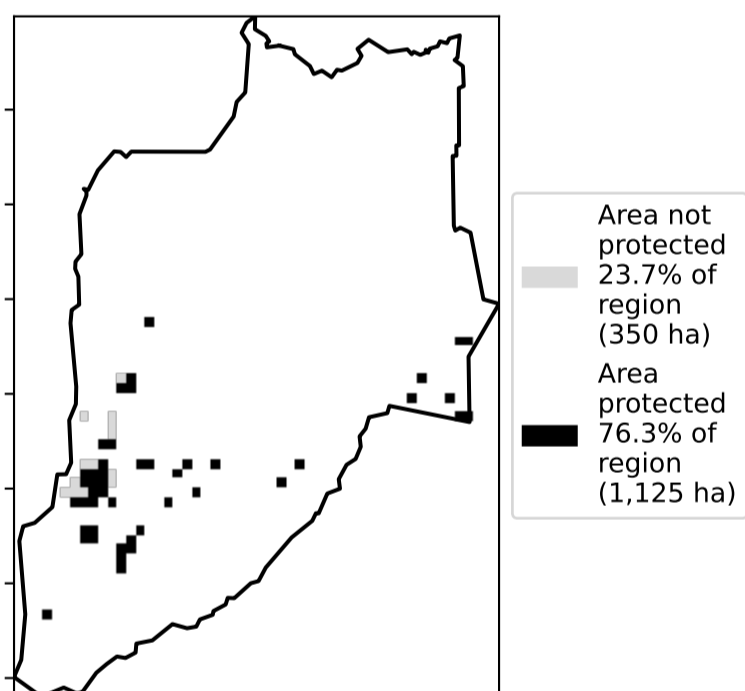 Area not
protected
23.7% of
region
(350 ha)
Area
protected
76.3% of
region
(1,125 ha)